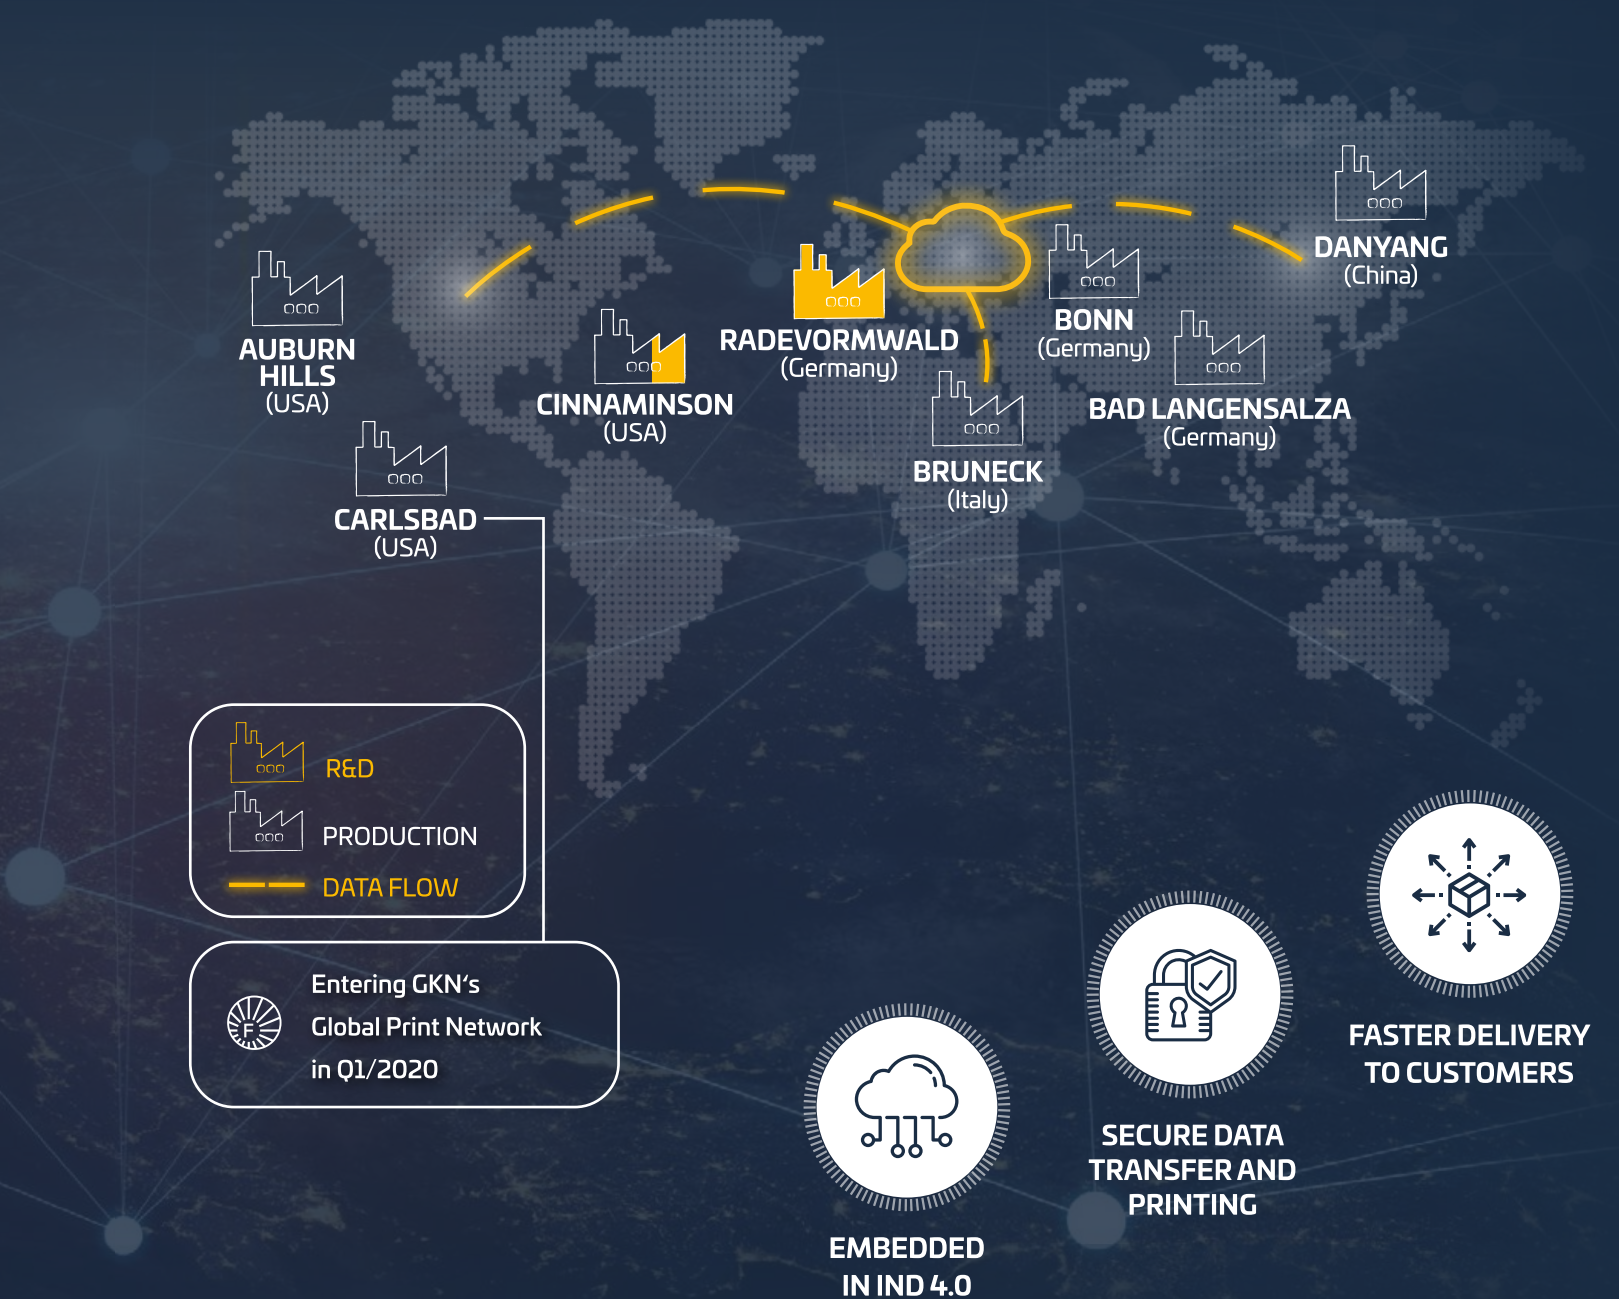 DANYANG
(China)
AUBURN
HILLS
(USA)
CINNAMINSON
(USA)
RADEVORMWALD
(Germany)
BONN
(Germany)
BAD LANGENSALZA
(Germany)
BRUNECK
(Italy)
CARLSBAD
(USA)
R&D
PRODUCTION
DATA FLOW
F
Entering GKN‘s
Global Print Network
in Q1/2020
FASTER DELIVERY
TO CUSTOMERS
SECURE DATA
TRANSFER AND
PRINTING
EMBEDDED
IN IND 4.0